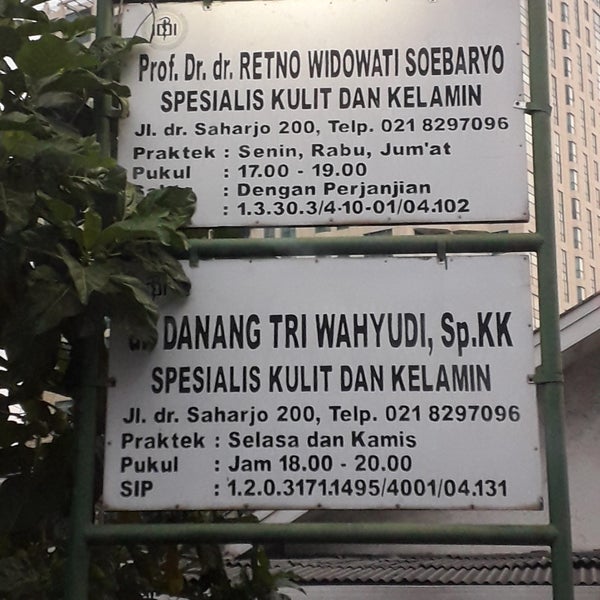 Prof. Dr. dr. RETNO WIDOWATI SOEBARYO
SPESIALIS KULIT DAN KELAMIN
Jl. dr. Saharjo 200, Telp. 021 8297096
Praktek : Senin, Rabu, Jum'at
Pukul : 17.00 - 19.00
: Dengan Perjanjian
: 1.3.30.3/4-10-01/04.102
DANANG TRI WAHYUDI, Sp.KK
SPESIALIS KULIT DAN KELAMIN
Jl. dr. Saharjo 200, Telp. 021 8297096
Praktek : Selasa dan Kamis
Pukul : Jam 18.00 - 20.00
SIP : 1.2.0.3171.1495/4001/04.131